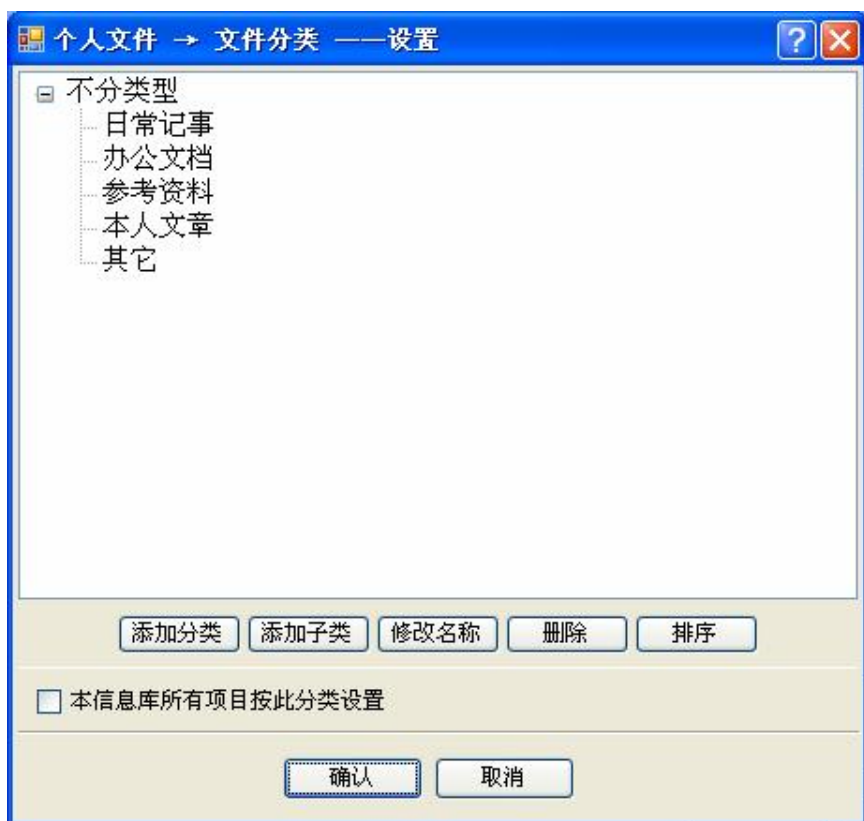 个人文件 → 文件分类 ——设置
不分类型
日常记事
办公文档
参考资料
本人文章
其它
添加分类 添加子类 修改名称 删除 排序
本信息库所有项目按此分类设置
确认 取消